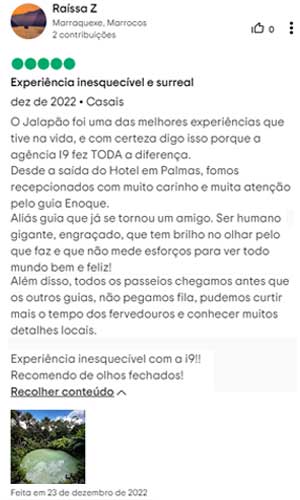 Raíssa Z
Marraquexe, Marrocos
2 contribuições
0
Experiência inesquecível e surreal
dez de 2022 • Casais
O Jalapão foi uma das melhores experiências que
tive na vida, e com certeza digo isso porque a
agência I9 fez TODA a diferença.
Desde a saída do Hotel em Palmas, fomos
recepcionados com muito carinho e muita atenção
pelo guia Enoque.
Aliás guia que já se tornou um amigo. Ser humano
gigante, engraçado, que tem brilho no olhar pelo
que faz e que não mede esforços para ver todo
mundo bem e feliz!
Além disso, todos os passeios chegamos antes que
os outros guias, não pegamos fila, pudemos curtir
mais o tempo dos fervedouros e conhecer muitos
detalhes locais.
Experiência inesquecível com a i9!!
Recomendo de olhos fechados!
Recolher conteúdo
Feita em 23 de dezembro de 2022